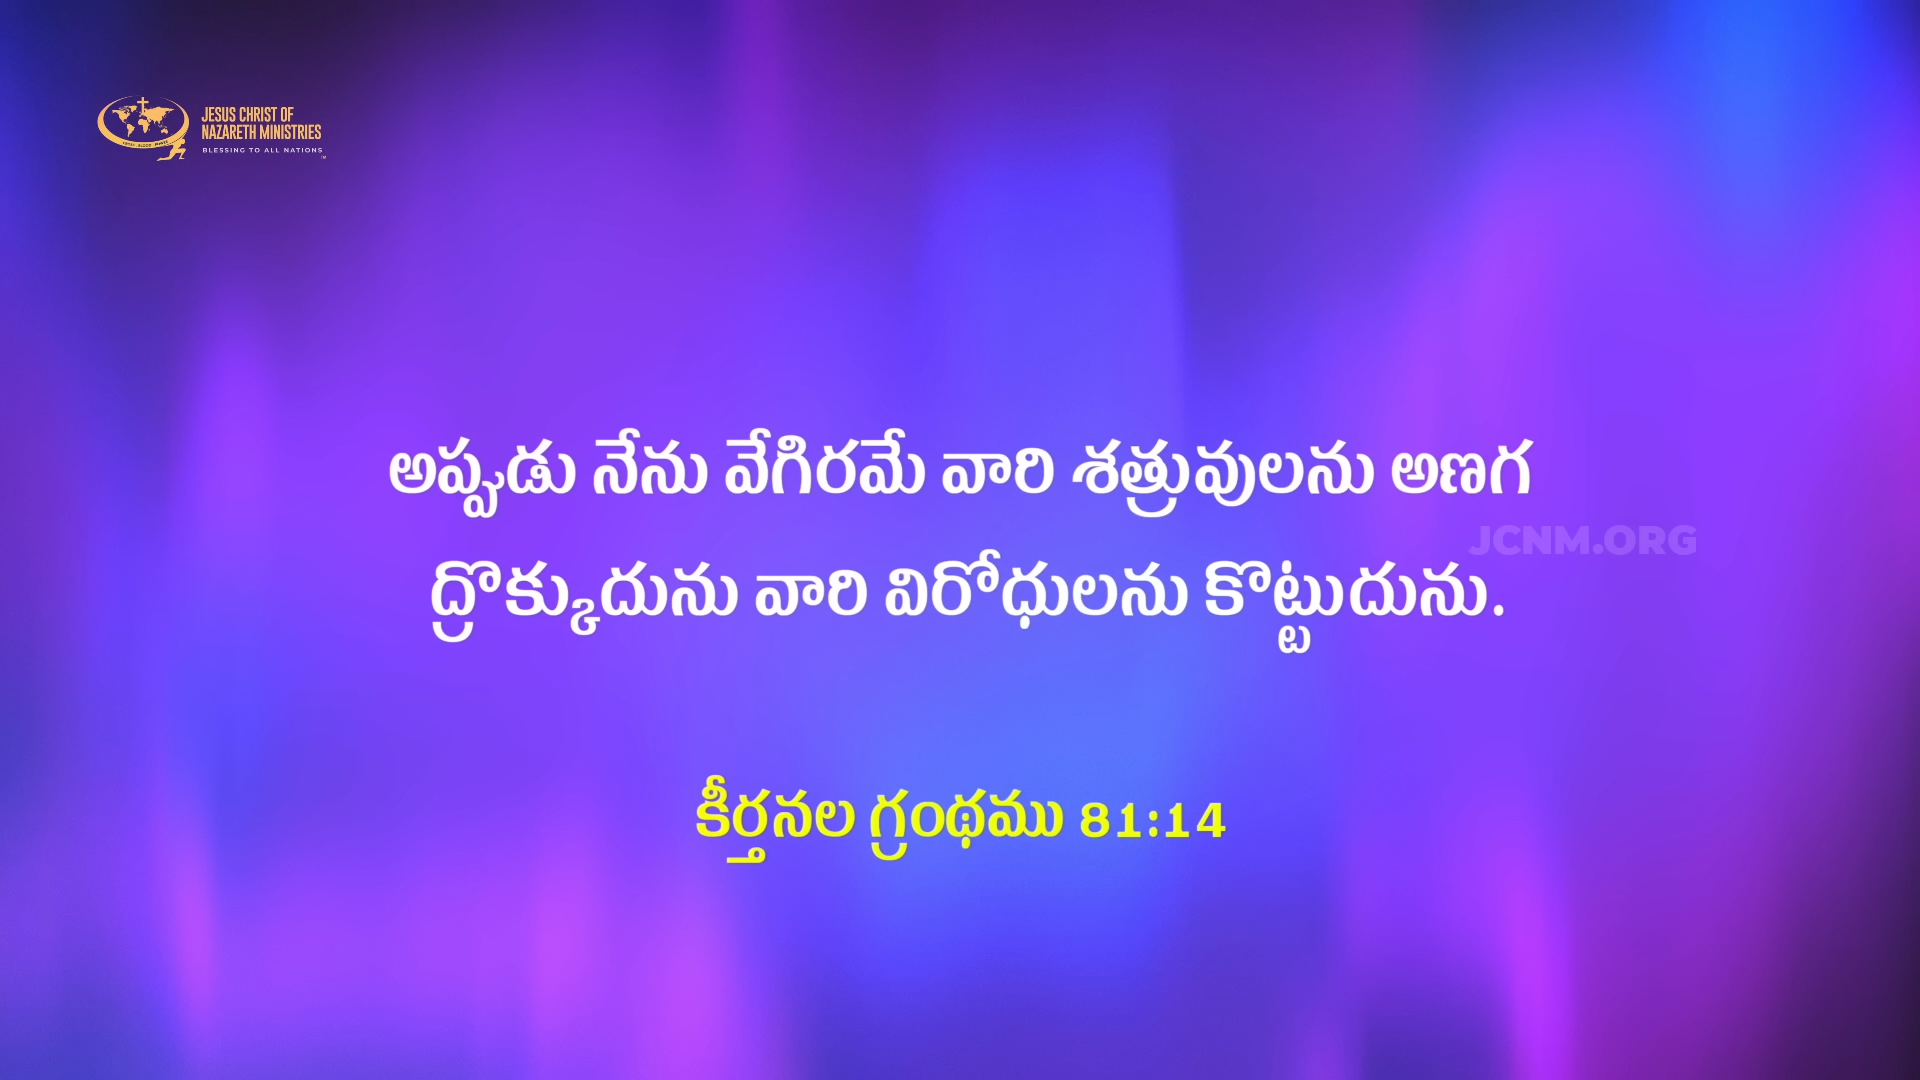 JESUS CHRIST OF
NAZARETH MINISTRIES
BLESSING TO ALL NATIONS
TM
అప్పుడు నేను వేగిరమే వారి శత్రువులను అణగ
ద్రొక్కుదును వారి విరోధులను కొట్టుదును.
JCNM.ORG
కీర్తనల గ్రంథము 81:14